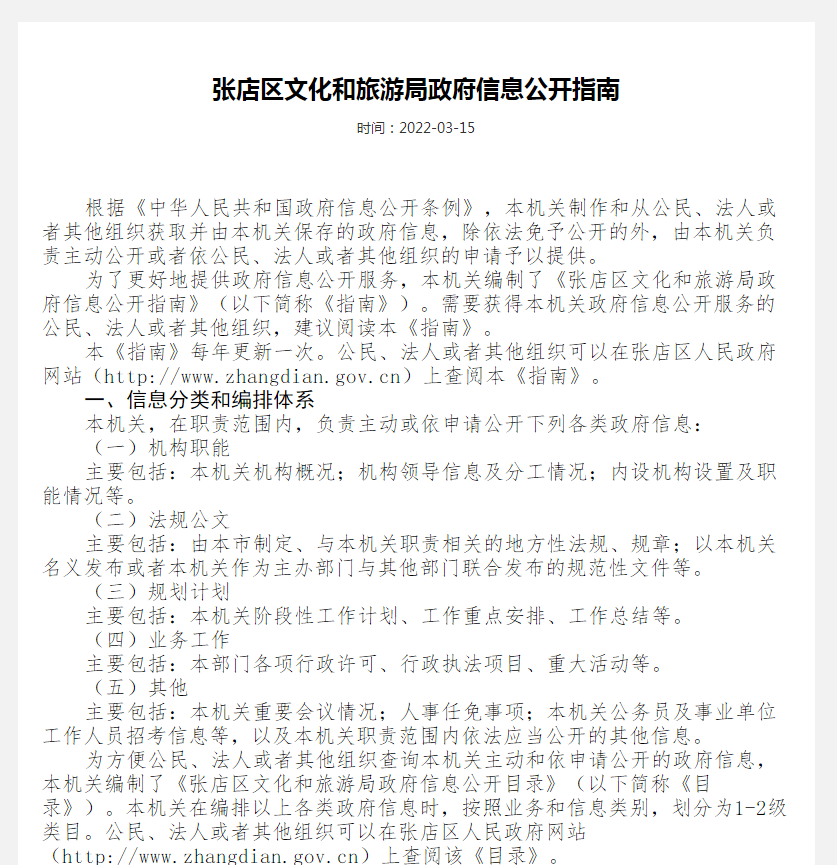 张店区文化和旅游局政府信息公开指南
时间：2022-03-15
根据《中华人民共和国政府信息公开条例》，本机关制作和从公民、法人或
者其他组织获取并由本机关保存的政府信息，除依法免予公开的外，由本机关负
责主动公开或者依公民、法人或者其他组织的申请予以提供。
为了更好地提供政府信息公开服务，本机关编制了《张店区文化和旅游局政
府信息公开指南》（以下简称《指南》）。需要获得本机关政府信息公开服务的
公民、法人或者其他组织，建议阅读本《指南》。
本《指南》每年更新一次。公民、法人或者其他组织可以在张店区人民政府
网站（http://www.zhangdian.gov.cn）上查阅本《指南》。
一、信息分类和编排体系
本机关，在职责范围内，负责主动或依申请公开下列各类政府信息：
（一）机构职能
主要包括：本机关机构概况；机构领导信息及分工情况；内设机构设置及职
能情况等。
（二）法规公文
主要包括：由本市制定、与本机关职责相关的地方性法规、规章；以本机关
名义发布或者本机关作为主办部门与其他部门联合发布的规范性文件等。
（三）规划计划
主要包括：本机关阶段性工作计划、工作重点安排、工作总结等。
（四）业务工作
主要包括：本部门各项行政许可、行政执法项目、重大活动等。
（五）其他
主要包括：本机关重要会议情况；人事任免事项；本机关公务员及事业单位
工作人员招考信息等，以及本机关职责范围内依法应当公开的其他信息。
为方便公民、法人或者其他组织查询本机关主动和依申请公开的政府信息，
本机关编制了《张店区文化和旅游局政府信息公开目录》（以下简称《目
录》）。本机关在编排以上各类政府信息时，按照业务和信息类别，划分为1-2级
类目。公民、法人或者其他组织可以在张店区人民政府网站
（http://www.zhangdian.gov.cn）上查阅该《目录》。